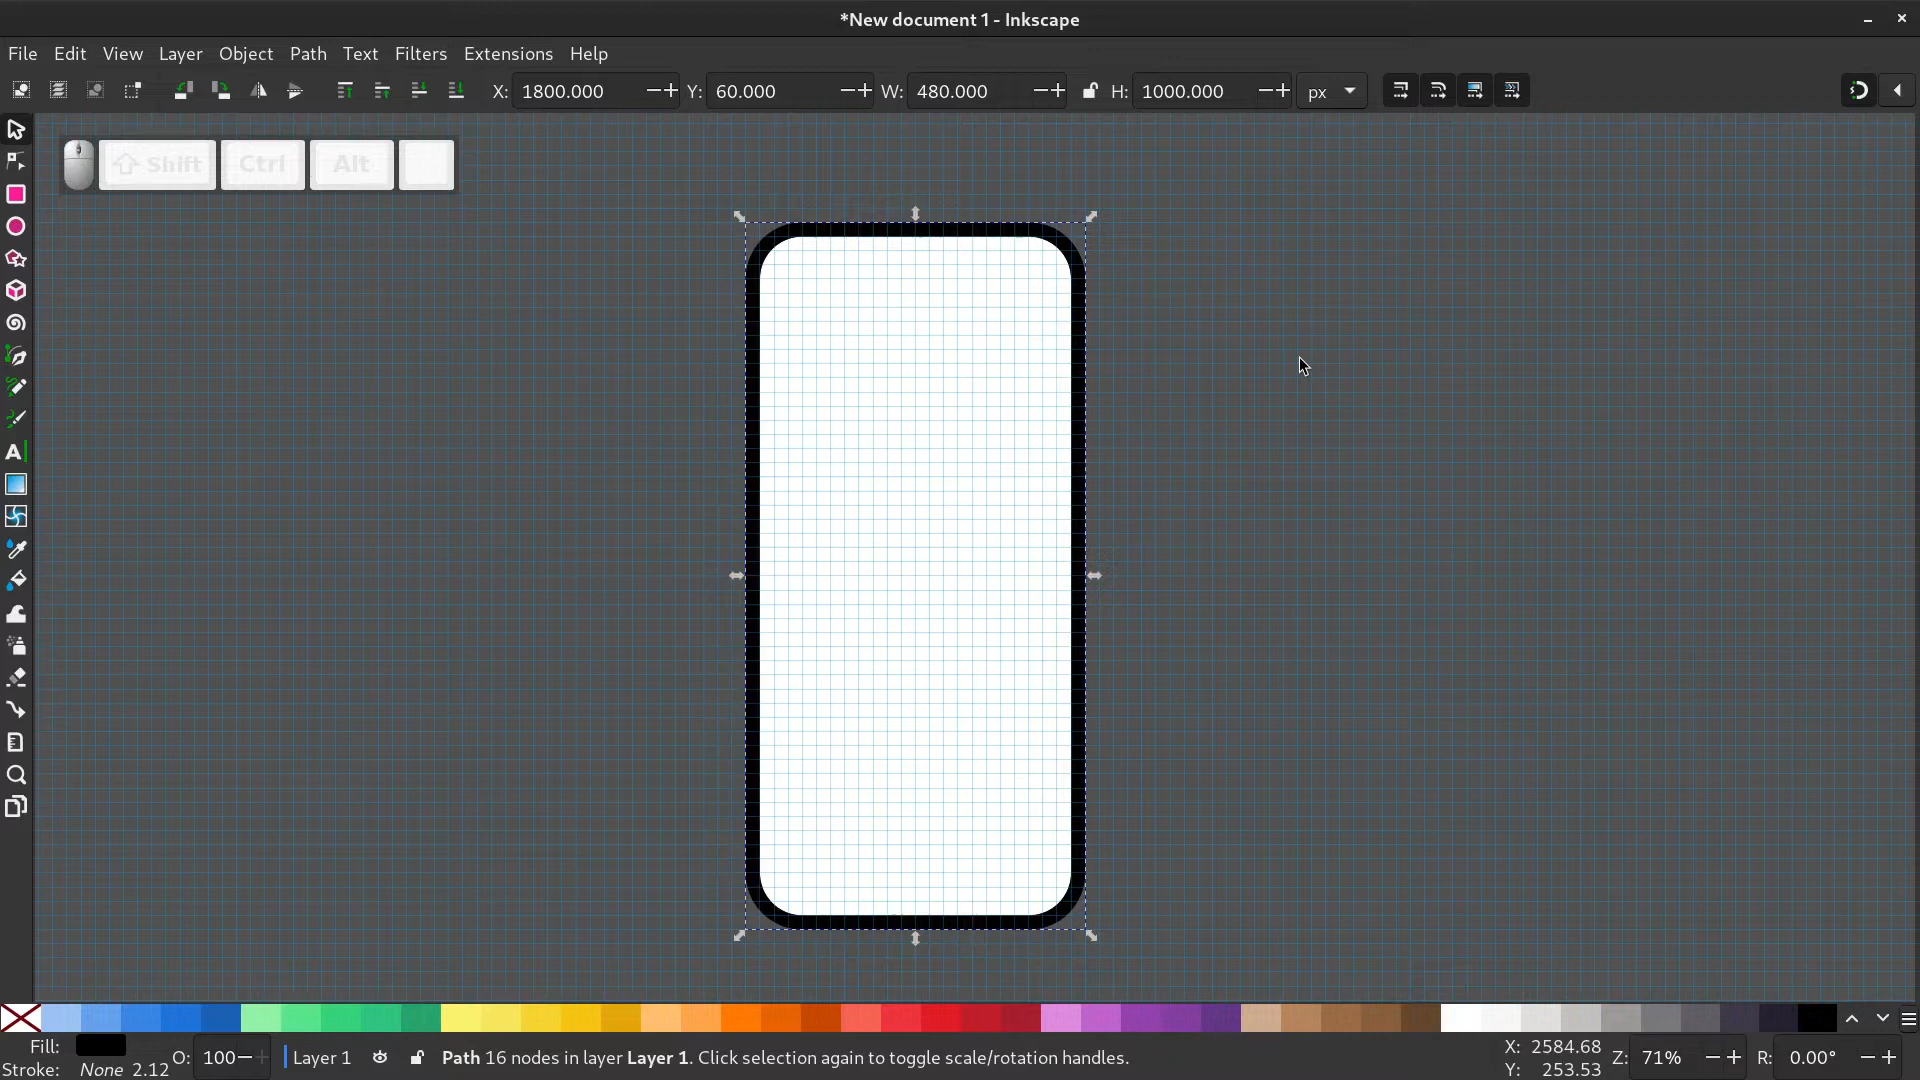 *New document 1 - Inkscape
File Edit View Layer Object Path Text Filters Extensions Help
X: 1800.000 Y: 60.000 W: 480.000 H: 1000.000 px
Shift Ctrl Alt
Fill: O: 100 Layer 1 Path 16 nodes in layer Layer 1. Click selection again to toggle scale/rotation handles. X: 2584.68 Z: 71% R: 0.00°
Stroke: None 2.12 Y: 253.53